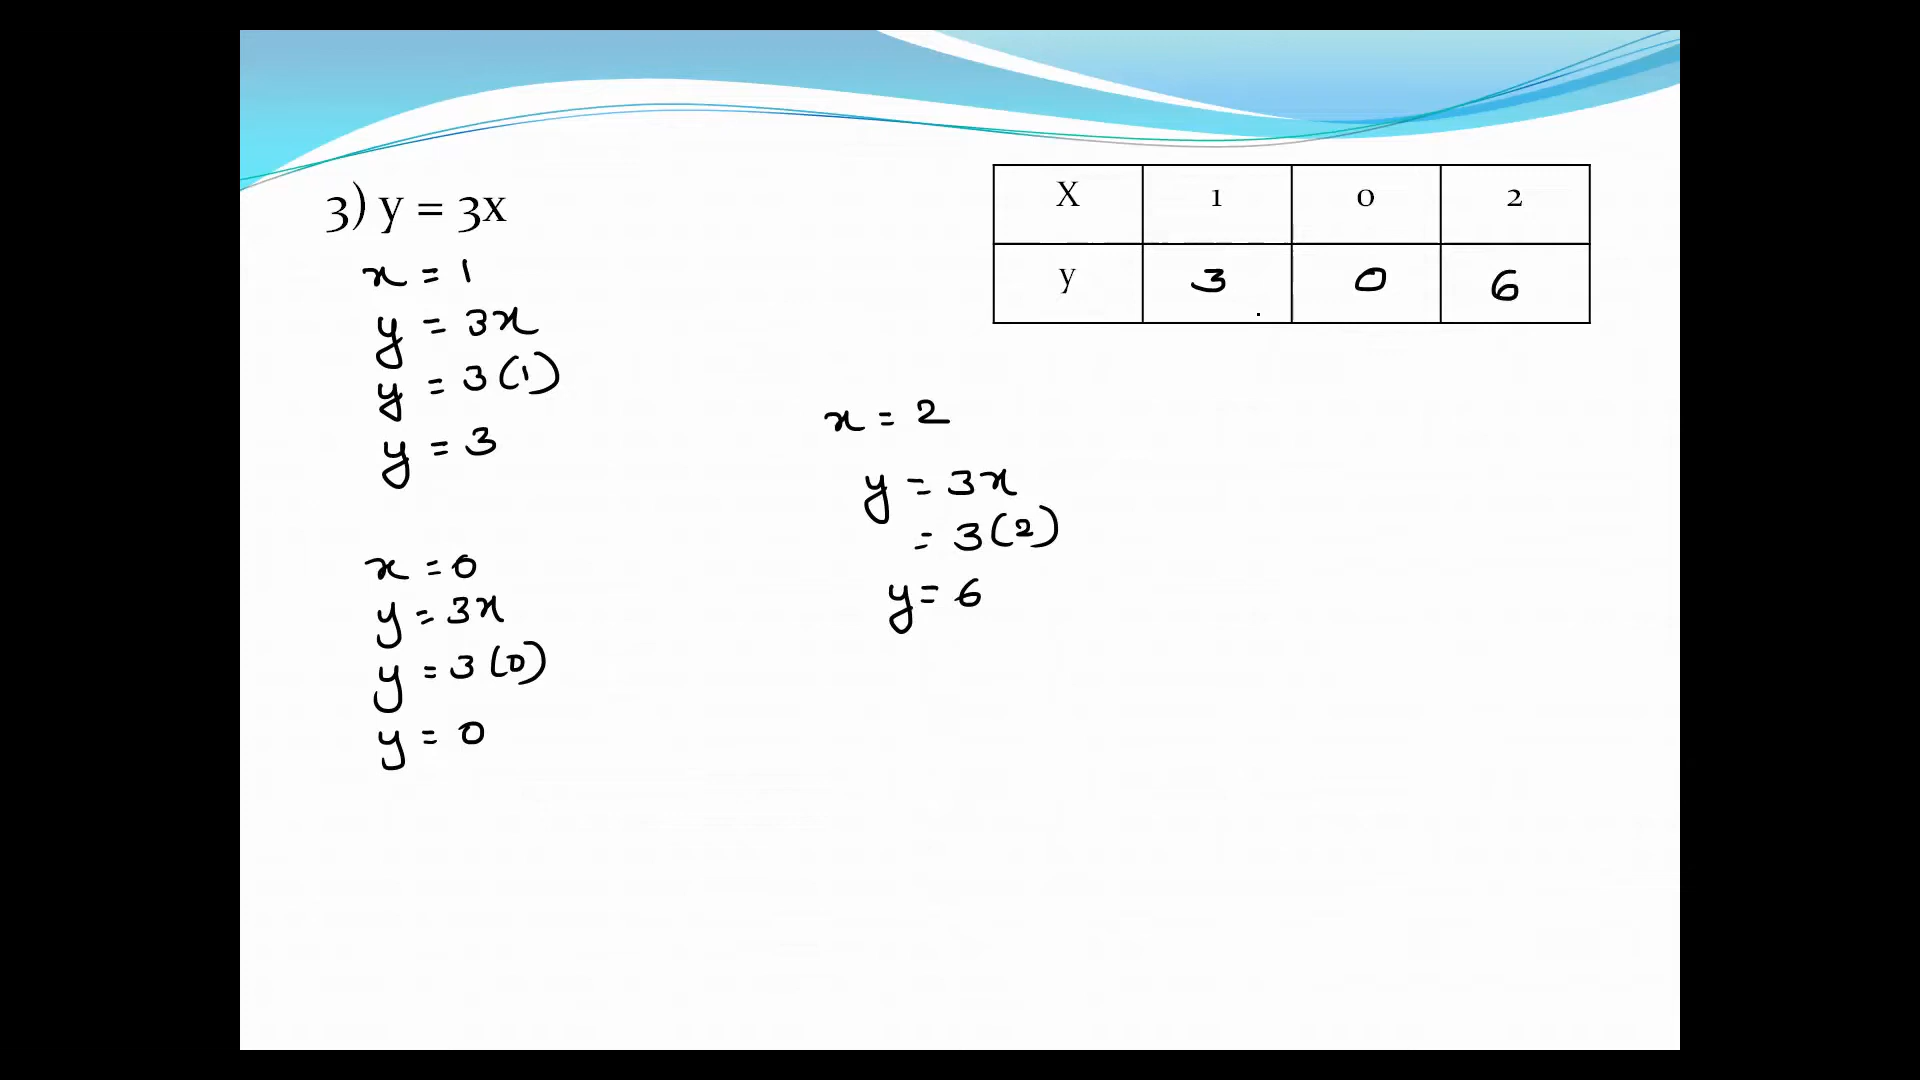 3) y = 3x
X 1 0 2
y 3 0 6
x = 1
y = 3x
y = 3(1)
y = 3
x = 0
y = 3x
y = 3(0)
y = 0
x = 2
y = 3x
= 3(2)
y = 6